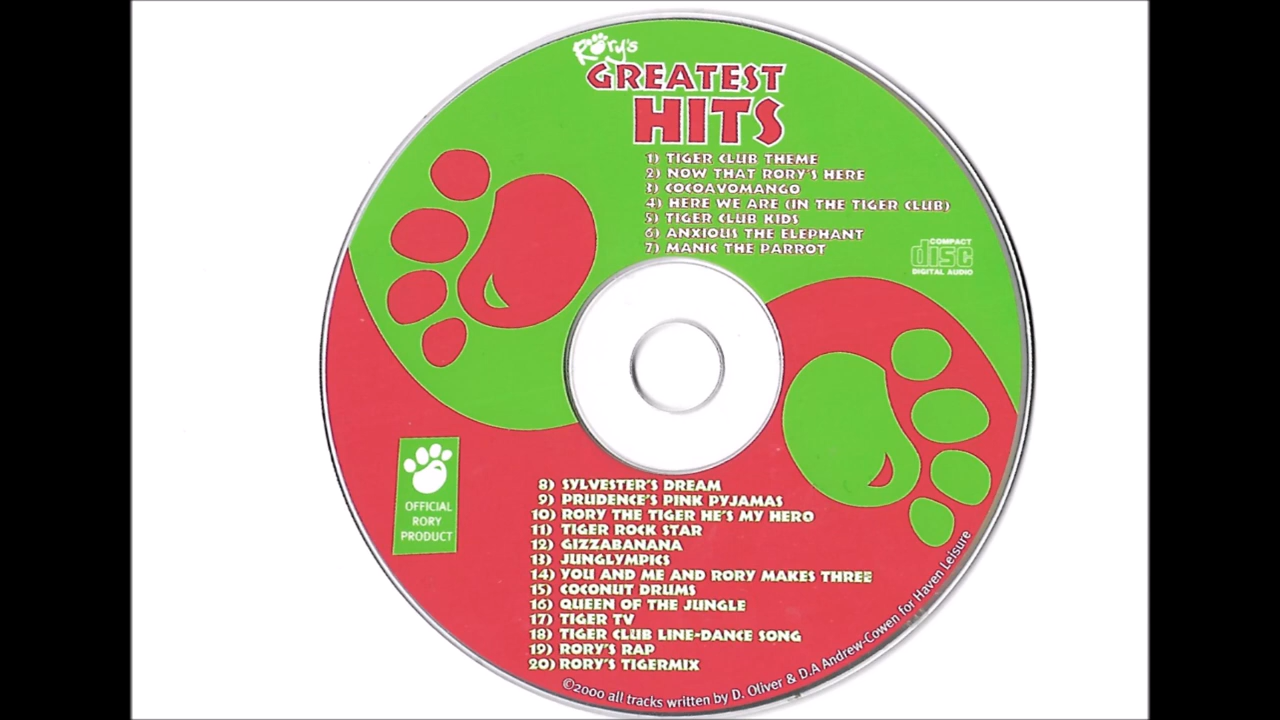 Rory's
GREATEST
HITS
1) TIGER CLUB THEME
2) NOW THAT RORY'S HERE
3) COCOAVOMANGO
4) HERE WE ARE (IN THE TIGER CLUB)
5) TIGER CLUB KIDS
6) ANXIOUS THE ELEPHANT
7) MANIC THE PARROT
COMPACT
disc
DIGITAL AUDIO
8) SYLVESTER'S DREAM
9) PRUDENCE'S PINK PYJAMAS
10) RORY THE TIGER HE'S MY HERO
11) TIGER ROCK STAR
12) GIZZABANANA
13) JUNGLYMPICS
14) YOU AND ME AND RORY MAKES THREE
15) COCONUT DRUMS
16) QUEEN OF THE JUNGLE
17) TIGER TV
18) TIGER CLUB LINE-DANCE SONG
19) RORY'S RAP
20) RORY'S TIGERMIX
OFFICIAL
RORY
PRODUCT
©2000 all tracks written by D. Oliver & D.A Andrew-Cowen for Haven Leisure